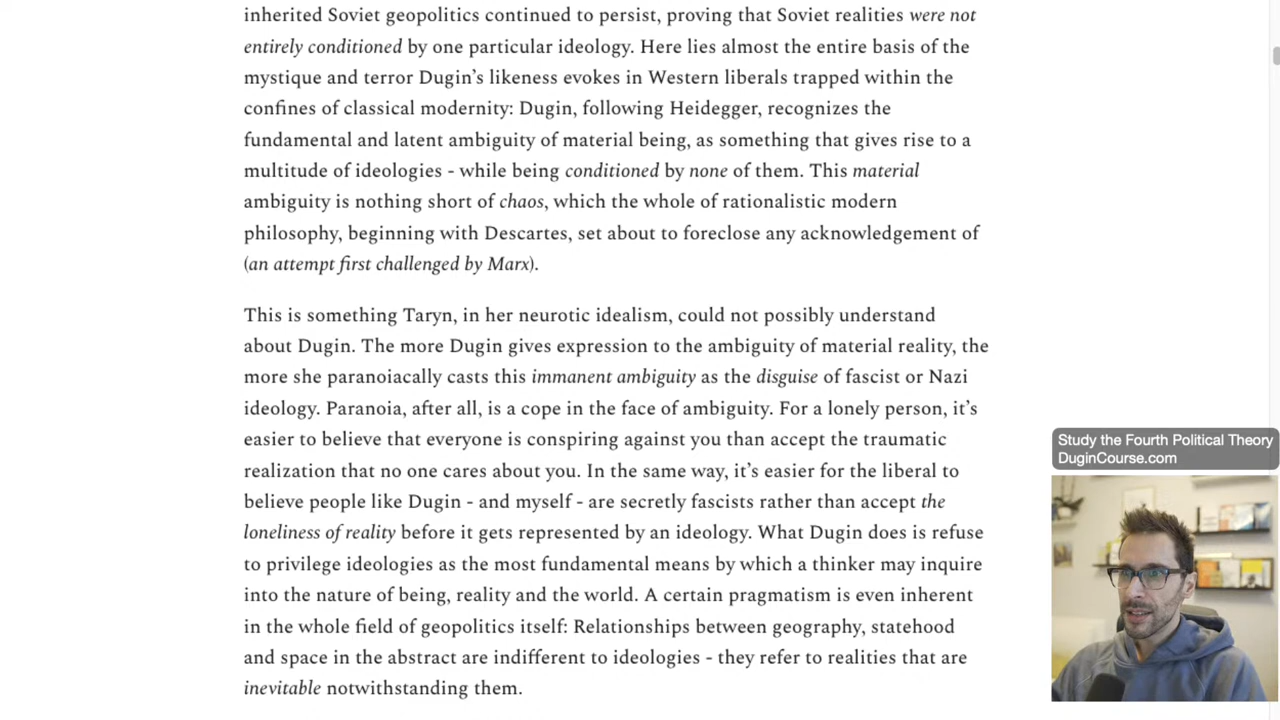 inherited Soviet geopolitics continued to persist, proving that Soviet realities were not
entirely conditioned by one particular ideology. Here lies almost the entire basis of the
mystique and terror Dugin’s likeness evokes in Western liberals trapped within the
confines of classical modernity: Dugin, following Heidegger, recognizes the
fundamental and latent ambiguity of material being, as something that gives rise to a
multitude of ideologies - while being conditioned by none of them. This material
ambiguity is nothing short of chaos, which the whole of rationalistic modern
philosophy, beginning with Descartes, set about to foreclose any acknowledgement of
(an attempt first challenged by Marx).
This is something Taryn, in her neurotic idealism, could not possibly understand
about Dugin. The more Dugin gives expression to the ambiguity of material reality, the
more she paranoiacally casts this immanent ambiguity as the disguise of fascist or Nazi
ideology. Paranoia, after all, is a cope in the face of ambiguity. For a lonely person, it’s
easier to believe that everyone is conspiring against you than accept the traumatic
realization that no one cares about you. In the same way, it’s easier for the liberal to
believe people like Dugin - and myself - are secretly fascists rather than accept the
loneliness of reality before it gets represented by an ideology. What Dugin does is refuse
to privilege ideologies as the most fundamental means by which a thinker may inquire
into the nature of being, reality and the world. A certain pragmatism is even inherent
in the whole field of geopolitics itself: Relationships between geography, statehood
and space in the abstract are indifferent to ideologies - they refer to realities that are
inevitable notwithstanding them.
Study the Fourth Political Theory
DuginCourse.com